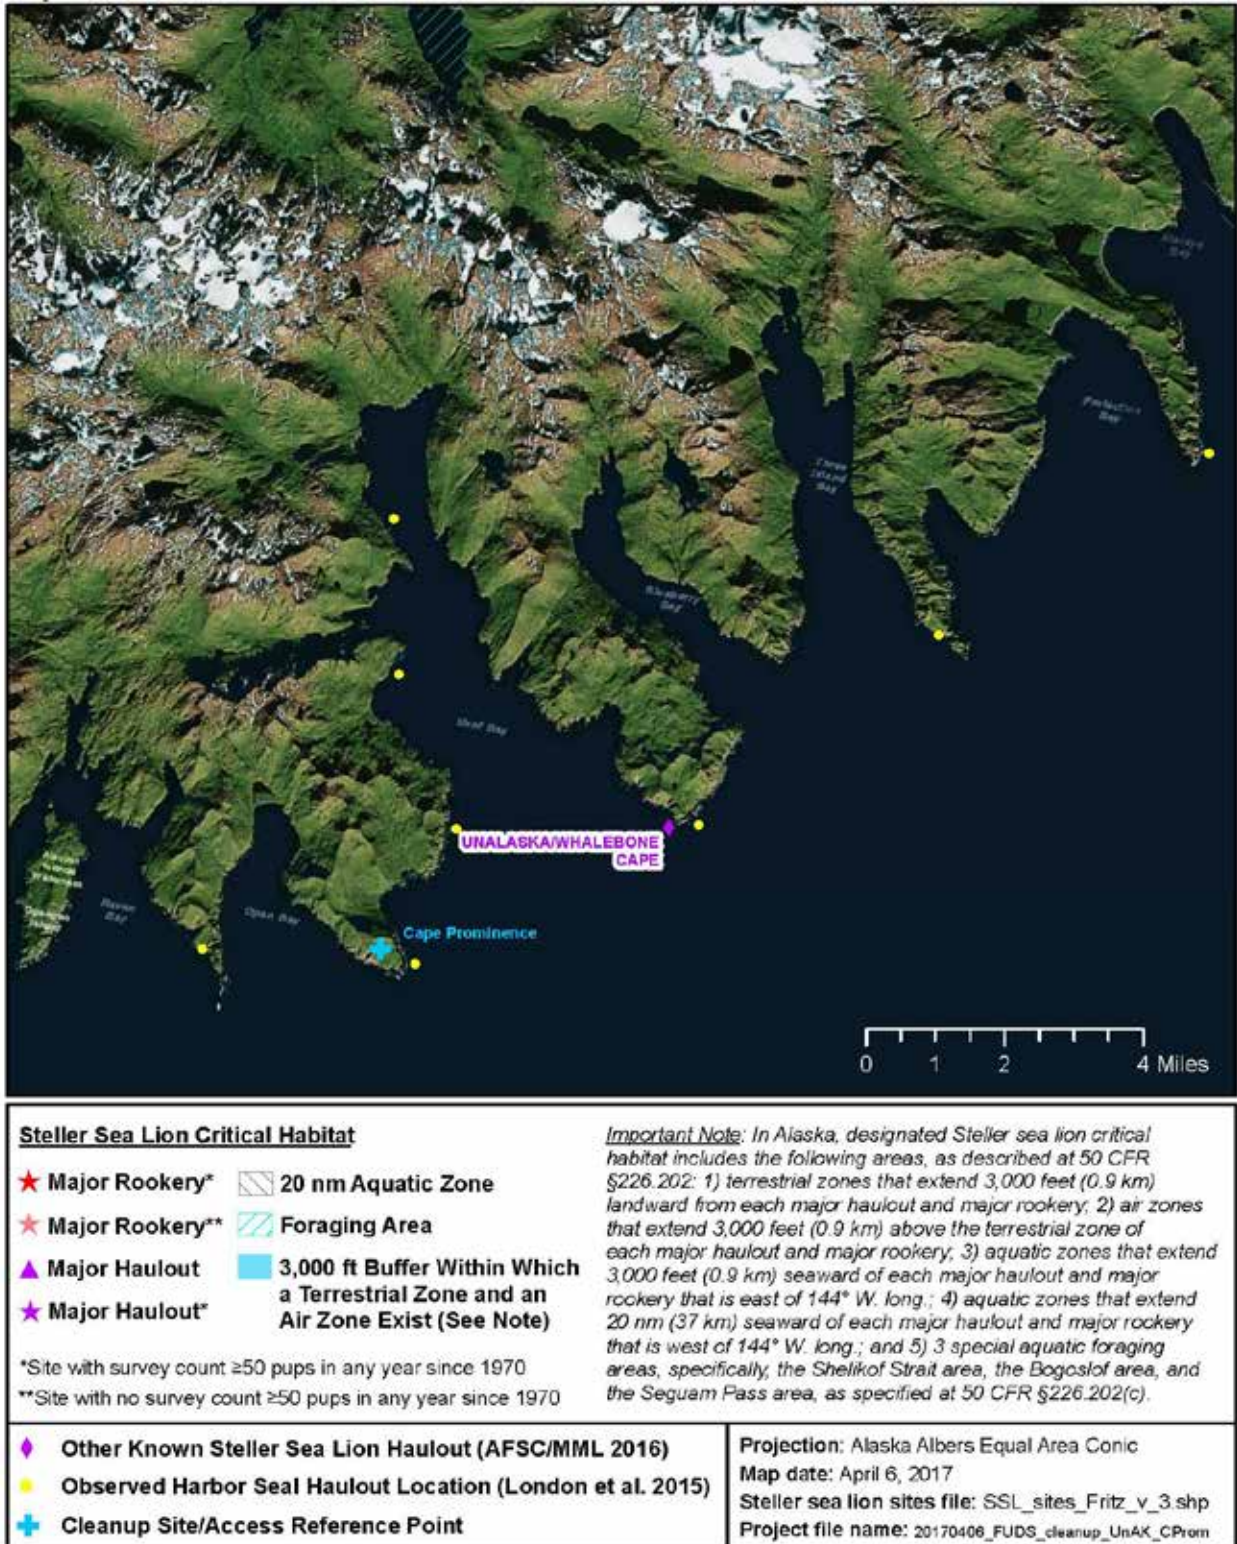 Protection
Bay
Three
Island
Bay
Kisselen
Bay
Usof Bay
UNALASKA/WHALEBONE
CAPE
Raven
Bay
Open Bay
Cape Prominence
0 1 2 4 Miles
Steller Sea Lion Critical Habitat
★ Major Rookery*
★ Major Rookery**
▲ Major Haulout
★ Major Haulout*
20 nm Aquatic Zone
Foraging Area
3,000 ft Buffer Within Which
a Terrestrial Zone and an
Air Zone Exist (See Note)
*Site with survey count ≥50 pups in any year since 1970
**Site with no survey count ≥50 pups in any year since 1970
Important Note: In Alaska, designated Steller sea lion critical
habitat includes the following areas, as described at 50 CFR
§226.202: 1) terrestrial zones that extend 3,000 feet (0.9 km)
landward from each major haulout and major rookery; 2) air zones
that extend 3,000 feet (0.9 km) above the terrestrial zone of
each major haulout and major rookery; 3) aquatic zones that extend
3,000 feet (0.9 km) seaward of each major haulout and major
rookery that is east of 144° W. long.; 4) aquatic zones that extend
20 nm (37 km) seaward of each major haulout and major rookery
that is west of 144° W. long.; and 5) 3 special aquatic foraging
areas, specifically, the Shelikof Strait area, the Bogoslof area, and
the Seguam Pass area, as specified at 50 CFR §226.202(c).
Other Known Steller Sea Lion Haulout (AFSC/MML 2016)
Observed Harbor Seal Haulout Location (London et al. 2015)
Cleanup Site/Access Reference Point
Projection: Alaska Albers Equal Area Conic
Map date: April 6, 2017
Steller sea lion sites file: SSL_sites_Fritz_v_3.shp
Project file name: 20170406_FUDS_cleanup_UnAK_CProm